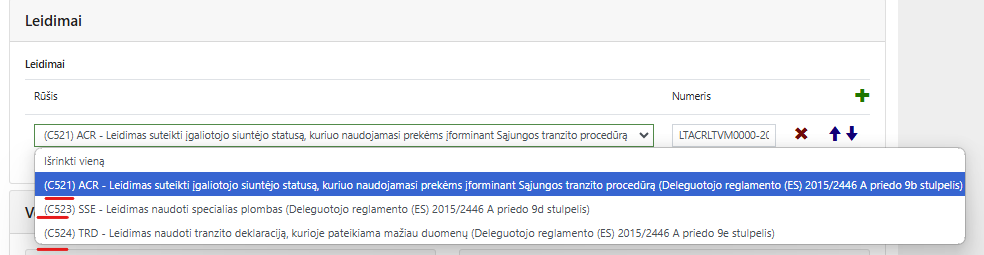 Leidimai
Leidimai
Rūšis Numeris
(C521) ACR - Leidimas suteikti įgaliotojo siuntėjo statusą, kuriuo naudojamasi prekėms įforminant Sąjungos tranzito procedūrą LTACRLTVM0000-20
Išrinkti vieną
(C521) ACR - Leidimas suteikti įgaliotojo siuntėjo statusą, kuriuo naudojamasi prekėms įforminant Sąjungos tranzito procedūrą (Deleguotojo reglamento (ES) 2015/2446 A priedo 9b stulpelis)
(C523) SSE - Leidimas naudoti specialias plombas (Deleguotojo reglamento (ES) 2015/2446 A priedo 9d stulpelis)
(C524) TRD - Leidimas naudoti tranzito deklaraciją, kurioje pateikiama mažiau duomenų (Deleguotojo reglamento (ES) 2015/2446 A priedo 9e stulpelis)